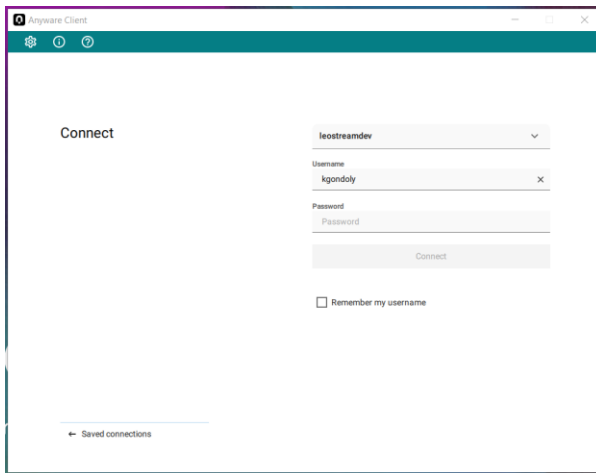 Anyware Client
Connect
leostreamdev
Username
kgondoly
Password
Password
Connect
Remember my username
← Saved connections